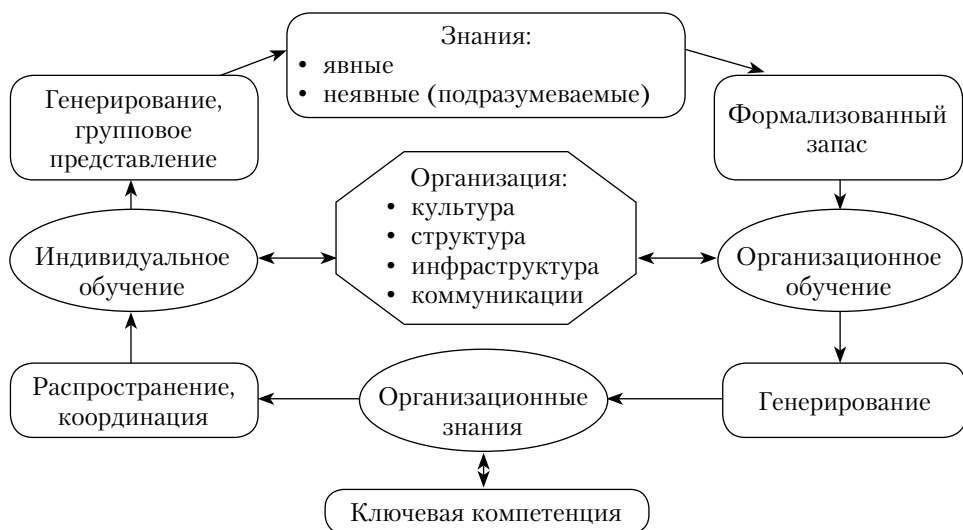 Знания:
• явные
• неявные (подразумеваемые)
Генерирование,
групповое
представление
Формализованный
запас
Организация:
• культура
• структура
• инфраструктура
• коммуникации
Индивидуальное
обучение
Организационное
обучение
Распространение,
координация
Организационные
знания
Генерирование
Ключевая компетенция